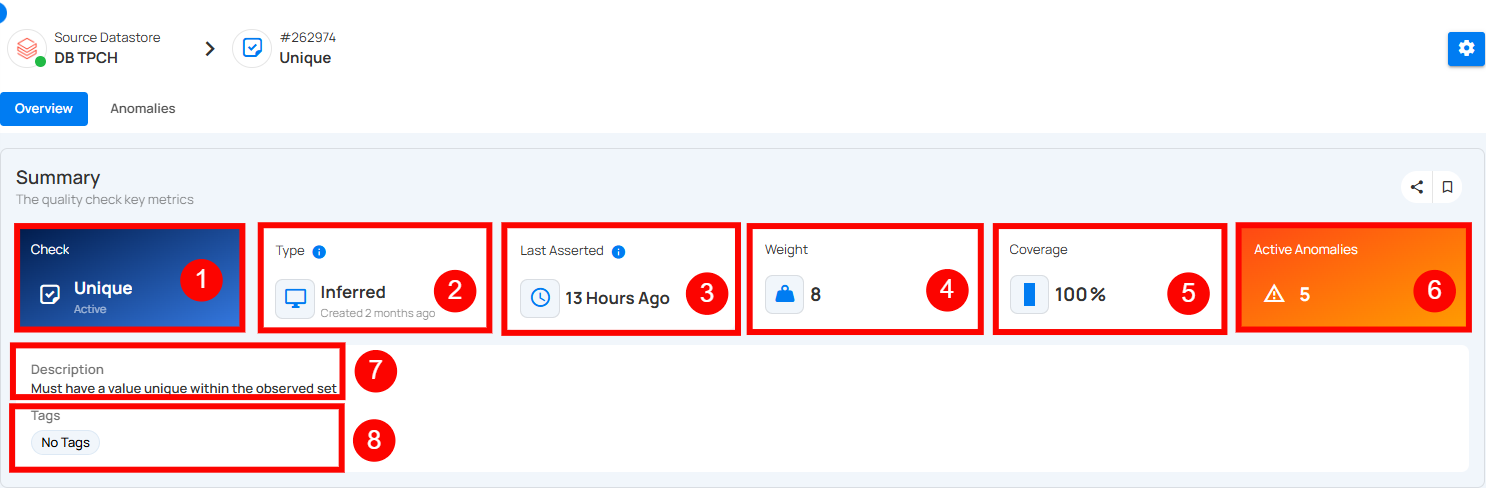 Source Datastore
DB TPCH
#262974
Unique
Overview
Anomalies
Summary
The quality check key metrics
Check
Unique
Active
1
Type
Inferred
Created 2 months ago
2
Last Asserted
13 Hours Ago
3
Weight
8
4
Coverage
100%
5
Active Anomalies
5
6
Description
Must have a value unique within the observed set
7
Tags
No Tags
8